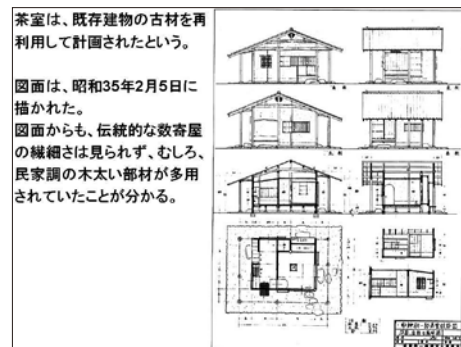 茶室は、既存建物の古材を再
利用して計画されたという。
図面は、昭和35年2月5日に
描かれた。
図面からも、伝統的な数寄屋
の繊細さは見られず、むしろ、
民家調の木太い部材が多用
されていたことが分かる。